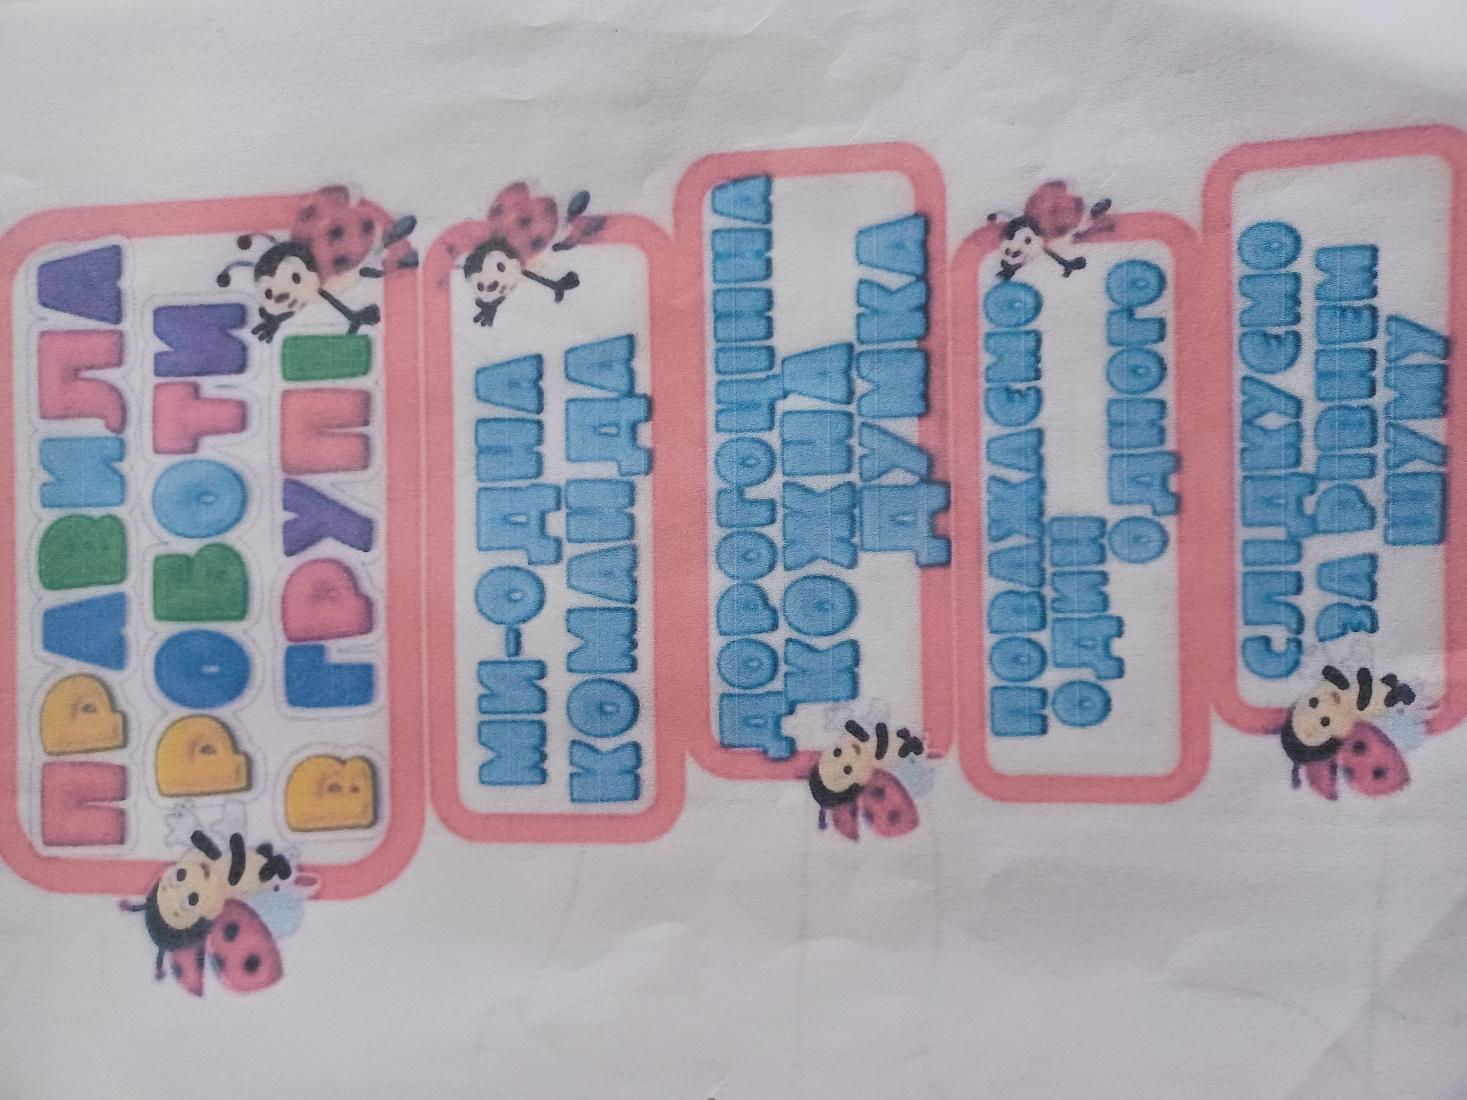 ПРАВИЛА
РОБОТИ
В ГРУПІ
МИ-ОДНА
КОМАНДА
ДОРОГОЦІННА
КОЖНА
ДУМКА
ПОВАЖАЄМО
ОДИН
ОДНОГО
СЛІДКУЄМО
ЗА РІВНЕМ
ШУМУ